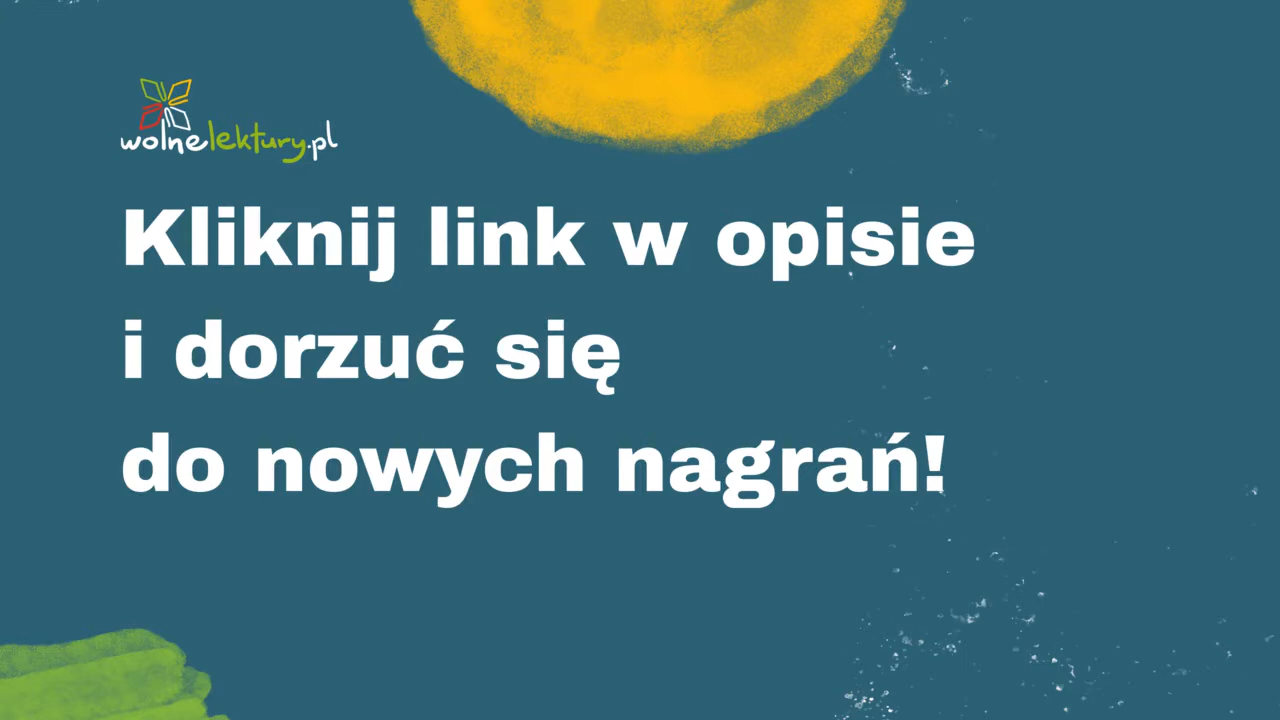 wolnelektury.pl
Kliknij link w opisie
i dorzuć się
do nowych nagrań!